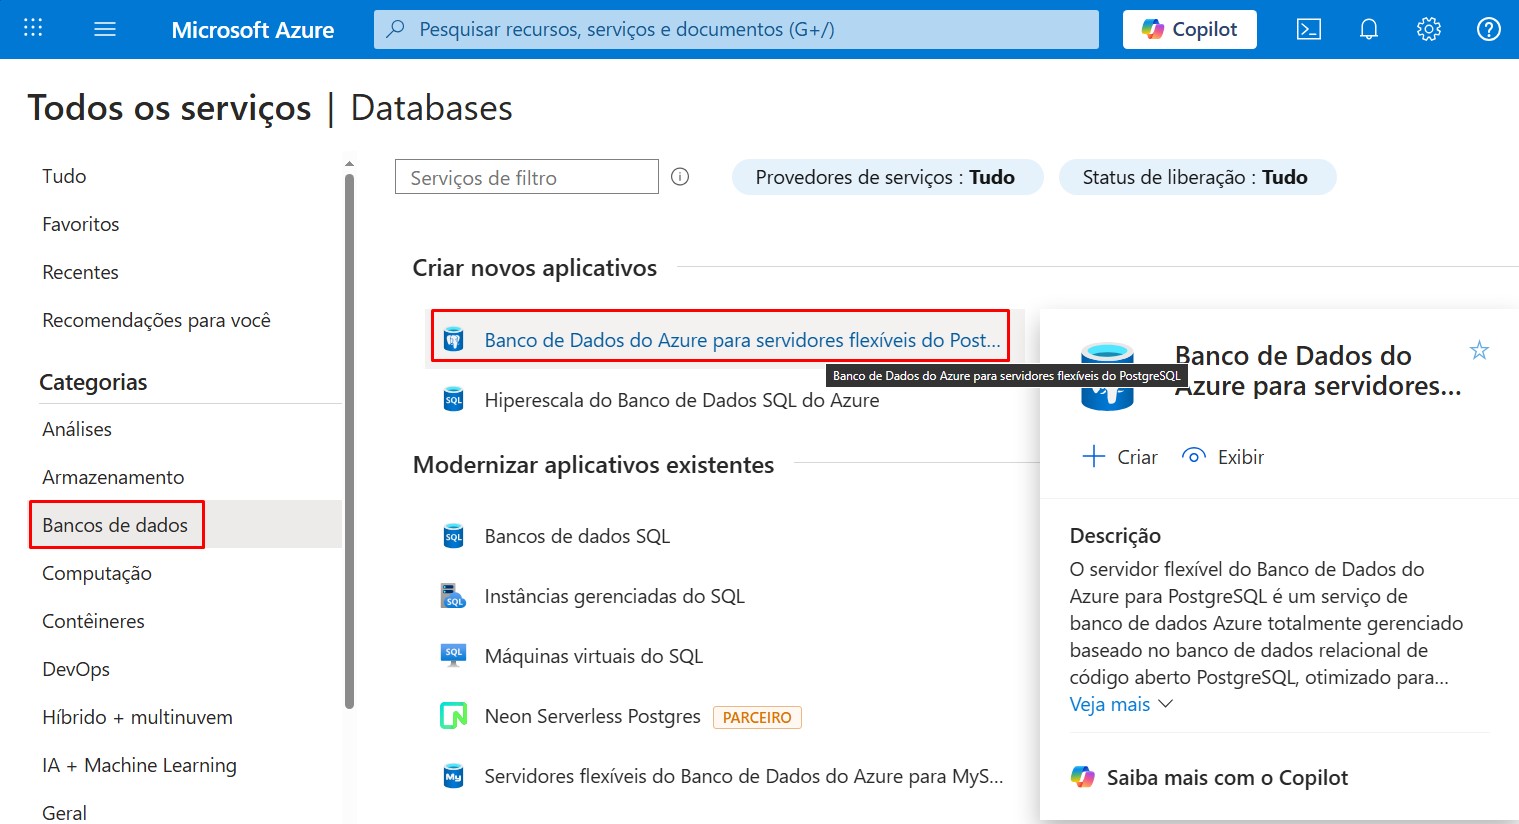 Microsoft Azure
Pesquisar recursos, serviços e documentos (G+/)
Copilot
Todos os serviços | Databases
Tudo
Favoritos
Recentes
Recomendações para você
Categorias
Análises
Armazenamento
Bancos de dados
Computação
Contêineres
DevOps
Híbrido + multinuvem
IA + Machine Learning
Geral
Serviços de filtro
Provedores de serviços : Tudo
Status de liberação : Tudo
Criar novos aplicativos
Banco de Dados do Azure para servidores flexíveis do Post...
Banco de Dados do Azure para servidores flexíveis do PostgreSQL
SQL
Hiperescala do Banco de Dados SQL do Azure
Modernizar aplicativos existentes
SQL
Bancos de dados SQL
SQL
Instâncias gerenciadas do SQL
SQL
Máquinas virtuais do SQL
Neon Serverless Postgres PARCEIRO
My
Servidores flexíveis do Banco de Dados do Azure para MyS...
Banco de Dados do
Azure para servidores...
Criar
Exibir
Descrição
O servidor flexível do Banco de Dados do
Azure para PostgreSQL é um serviço de
banco de dados Azure totalmente gerenciado
baseado no banco de dados relacional de
código aberto PostgreSQL, otimizado para...
Veja mais
Saiba mais com o Copilot